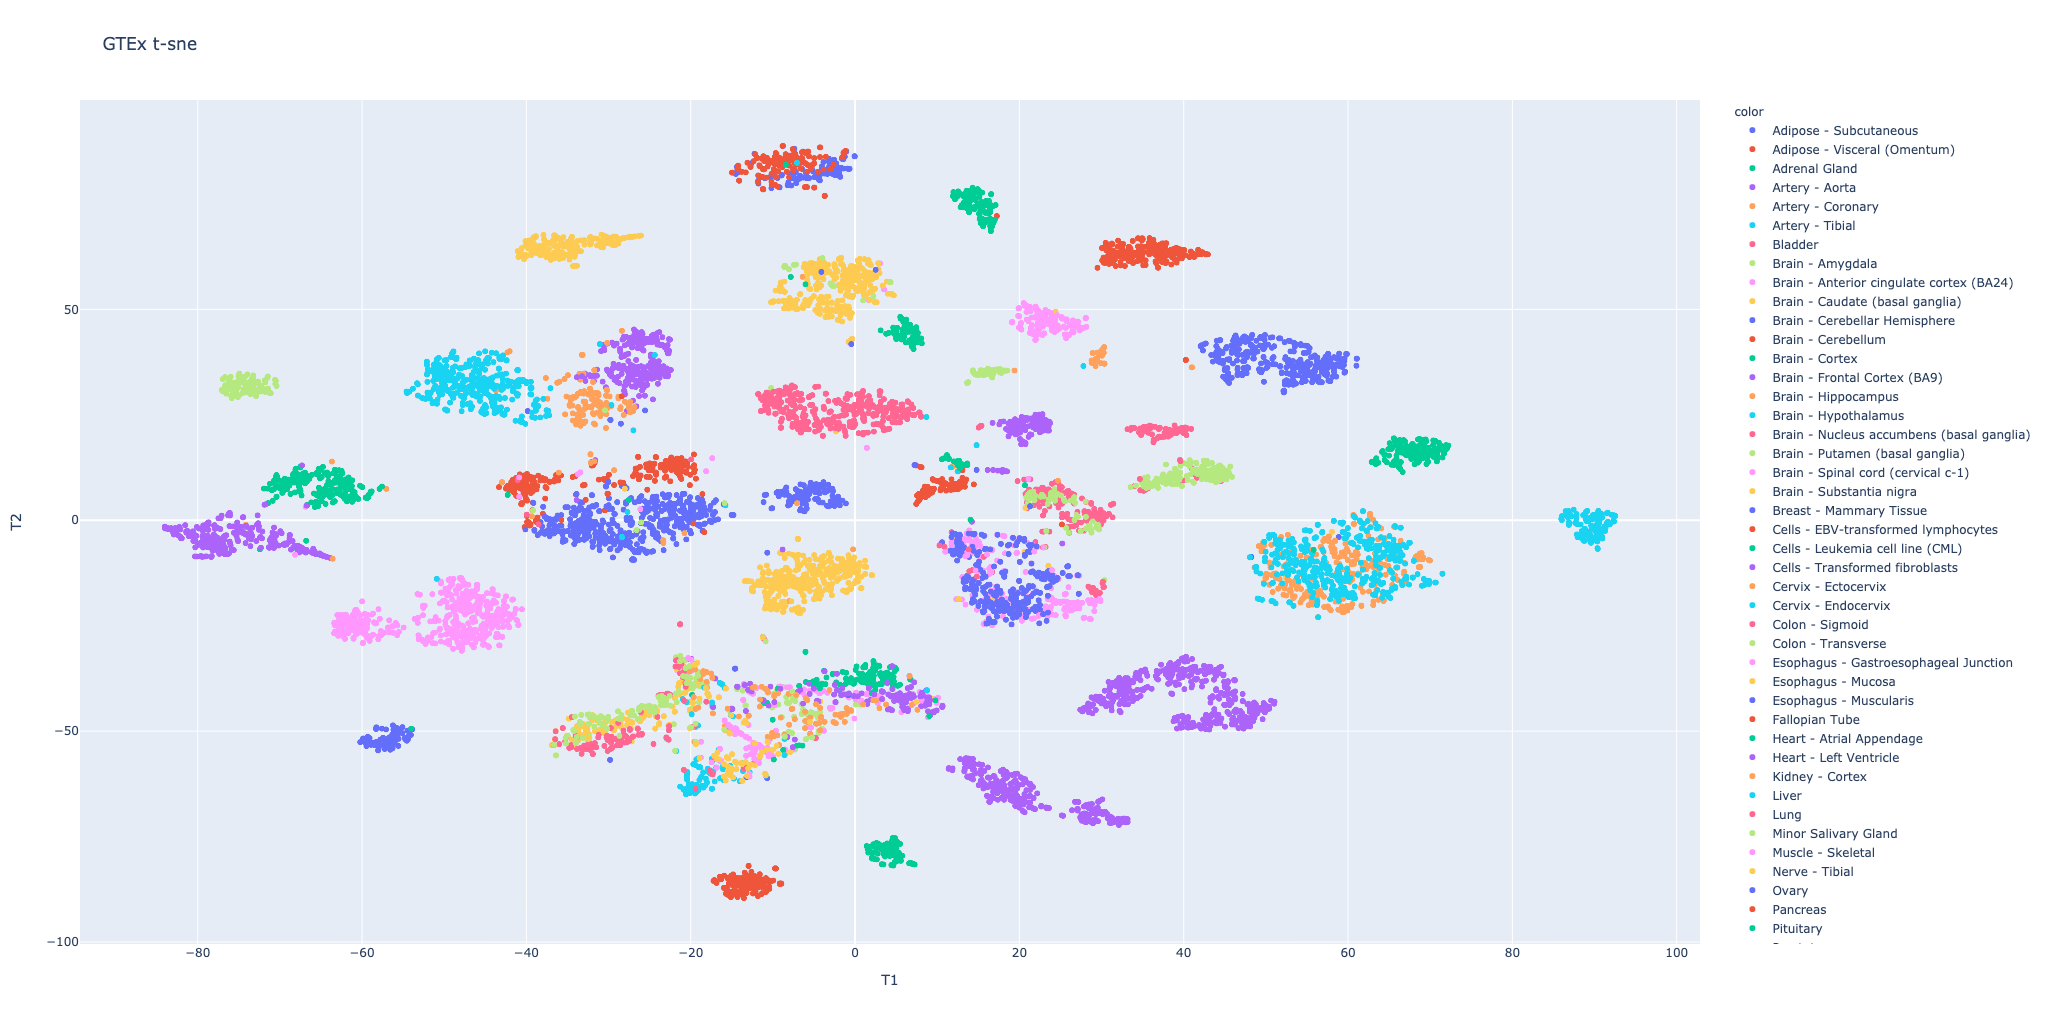 GTEx t-sne
T2
50
0
−50
−100
−80
−60
−40
−20
0
20
40
60
80
100
T1
color
Adipose - Subcutaneous
Adipose - Visceral (Omentum)
Adrenal Gland
Artery - Aorta
Artery - Coronary
Artery - Tibial
Bladder
Brain - Amygdala
Brain - Anterior cingulate cortex (BA24)
Brain - Caudate (basal ganglia)
Brain - Cerebellar Hemisphere
Brain - Cerebellum
Brain - Cortex
Brain - Frontal Cortex (BA9)
Brain - Hippocampus
Brain - Hypothalamus
Brain - Nucleus accumbens (basal ganglia)
Brain - Putamen (basal ganglia)
Brain - Spinal cord (cervical c-1)
Brain - Substantia nigra
Breast - Mammary Tissue
Cells - EBV-transformed lymphocytes
Cells - Leukemia cell line (CML)
Cells - Transformed fibroblasts
Cervix - Ectocervix
Cervix - Endocervix
Colon - Sigmoid
Colon - Transverse
Esophagus - Gastroesophageal Junction
Esophagus - Mucosa
Esophagus - Muscularis
Fallopian Tube
Heart - Atrial Appendage
Heart - Left Ventricle
Kidney - Cortex
Liver
Lung
Minor Salivary Gland
Muscle - Skeletal
Nerve - Tibial
Ovary
Pancreas
Pituitary